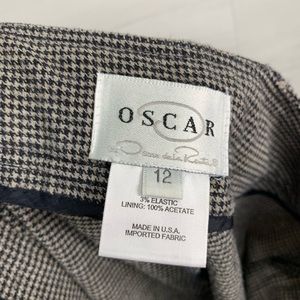 OSCAR
Oscar de la Renta
12
3% ELASTIC
LINING: 100% ACETATE
MADE IN U.S.A.
IMPORTED FABRIC